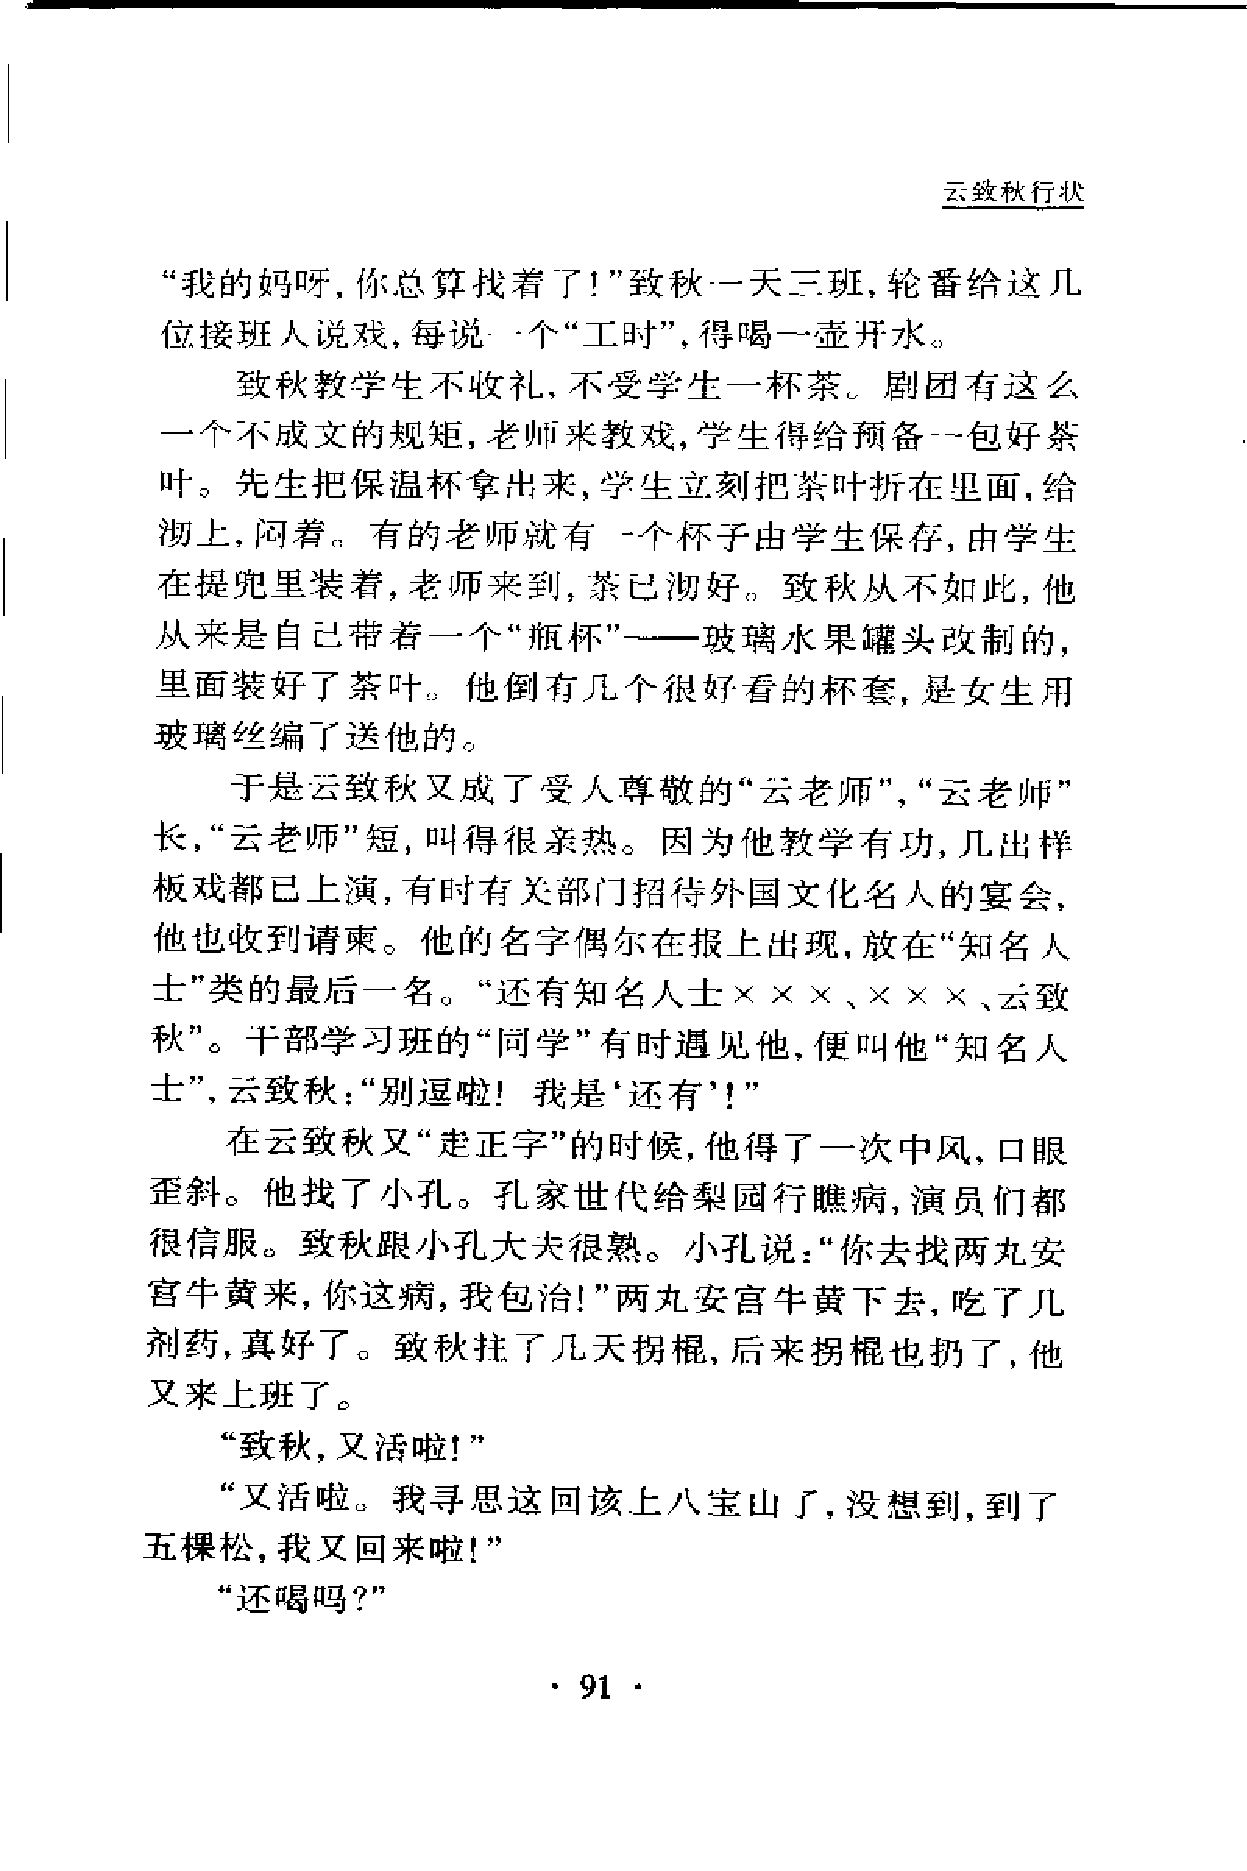 云致秋行状
“我的妈呀,你总算找着了!”致秋一天三班,轮番给这几
位接班人说戏,每说一个“工时”,得喝一壶开水。
致秋教学生不收礼,不受学生一杯茶。剧团有这么
一个不成文的规矩,老师来教戏,学生得给预备一包好茶
叶。先生把保温杯拿出来,学生立刻把茶叶折在里面,给
沏上,闷着。有的老师就有一个杯子由学生保存,由学生
在提兜里装着,老师来到,茶已沏好。致秋从不如此,他
从来是自己带着一个“瓶杯”——玻璃水果罐头改制的,
里面装好了茶叶。他倒有几个很好看的杯套,是女生用
玻璃丝编了送他的。
于是云致秋又成了受人尊敬的“云老师”,“云老师”
长,“云老师”短,叫得很亲热。因为他教学有功,几出样
板戏都已上演,有时有关部门招待外国文化名人的宴会,
他也收到请柬。他的名字偶尔在报上出现,放在“知名人
士”类的最后一名。“还有知名人士×××、×××、云致
秋”。干部学习班的“同学”有时遇见他,便叫他“知名人
士”,云致秋:“别逗啦!我是‘还有’!”
在云致秋又“走正字”的时候,他得了一次中风,口眼
歪斜。他找了小孔。孔家世代给梨园行瞧病,演员们都
很信服。致秋跟小孔大夫很熟。小孔说:“你去找两丸安
宫牛黄来,你这病,我包治!”两丸安宫牛黄下去,吃了几
剂药,真好了。致秋拄了几天拐棍,后来拐棍也扔了,他
又来上班了。
“致秋,又活啦!”
“又活啦。我寻思这回该上八宝山了,没想到,到了
五棵松,我又回来啦!”
“还喝吗?”
· 91 ·